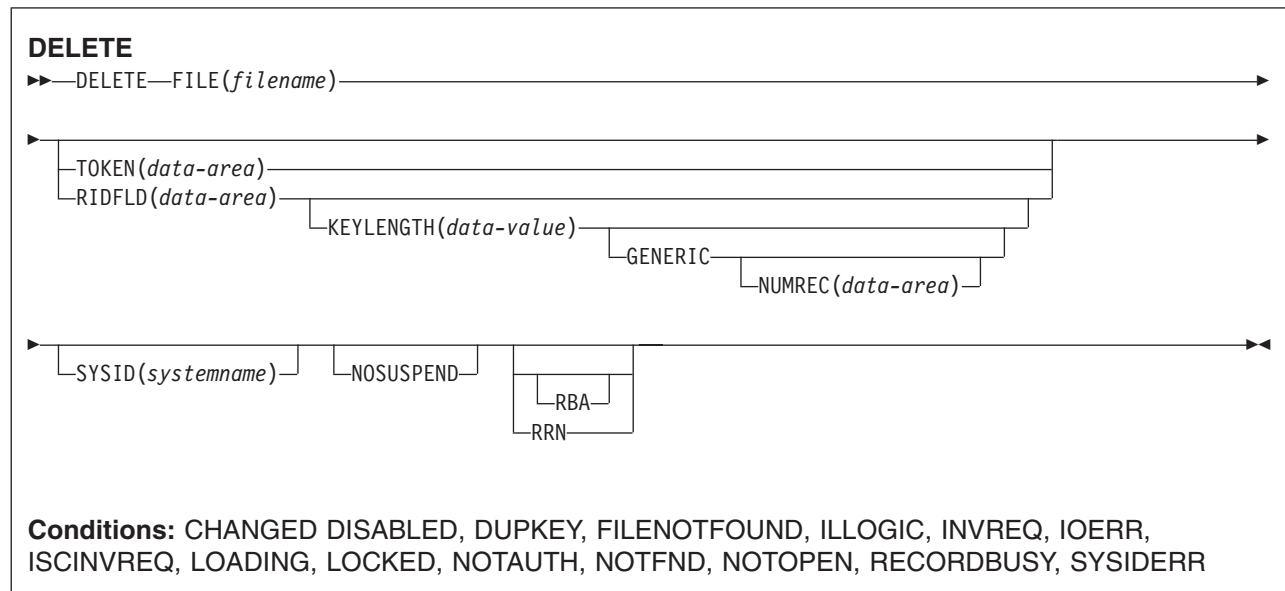 DELETE
DELETE FILE(filename)
TOKEN(data-area)
RIDFLD(data-area)
KEYLENGTH(data-value)
GENERIC
NUMREC(data-area)
SYSID(systemname) NOSUSPEND
RBA
RRN
Conditions: CHANGED DISABLED, DUPKEY, FILENOTFOUND, ILLOGIC, INVREQ, IOERR,
ISCINVREQ, LOADING, LOCKED, NOTAUTH, NOTFND, NOTOPEN, RECORDBUSY, SYSIDERR